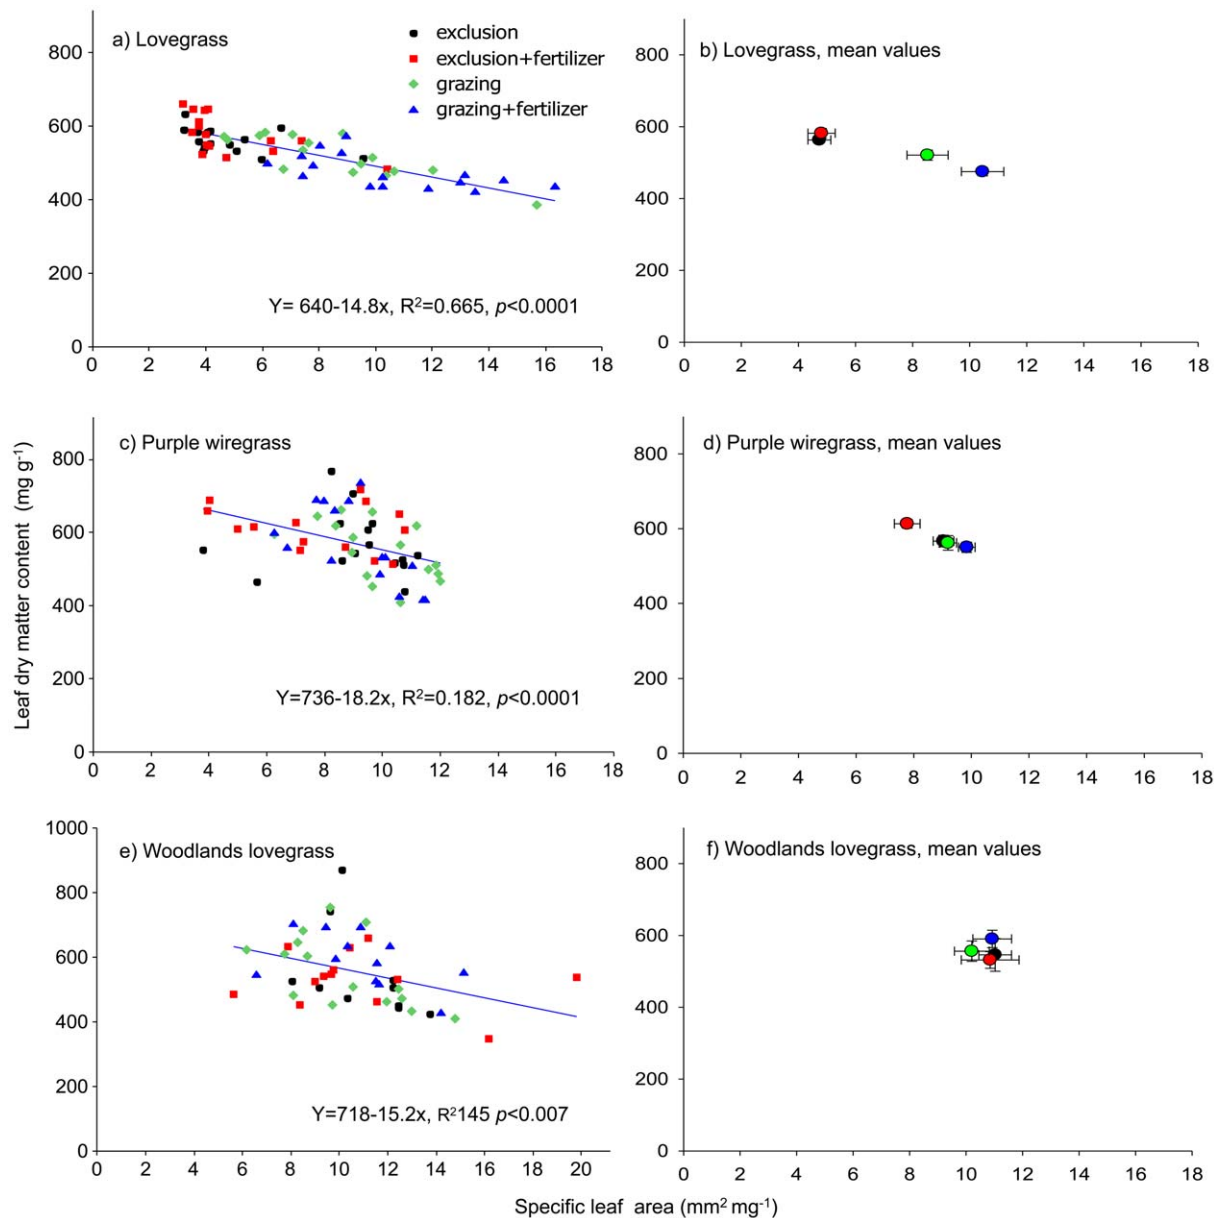 a) Lovegrass
exclusion
exclusion+fertilizer
grazing
grazing+fertilizer
800
600
400
200
0
Y= 640-14.8x, R²=0.665, p<0.0001
0 2 4 6 8 10 12 14 16 18
b) Lovegrass, mean values
800
600
400
200
0
0 2 4 6 8 10 12 14 16 18
Leaf dry matter content (mg g⁻¹)
c) Purple wiregrass
800
600
400
200
0
Y=736-18.2x, R²=0.182, p<0.0001
0 2 4 6 8 10 12 14 16 18
d) Purple wiregrass, mean values
800
600
400
200
0
0 2 4 6 8 10 12 14 16 18
e) Woodlands lovegrass
1000
800
600
400
200
0
Y=718-15.2x, R²145 p<0.007
0 2 4 6 8 10 12 14 16 20
f) Woodlands lovegrass, mean values
800
600
400
200
0
0 2 4 6 8 10 12 14 16 18
Specific leaf area (mm² mg⁻¹)